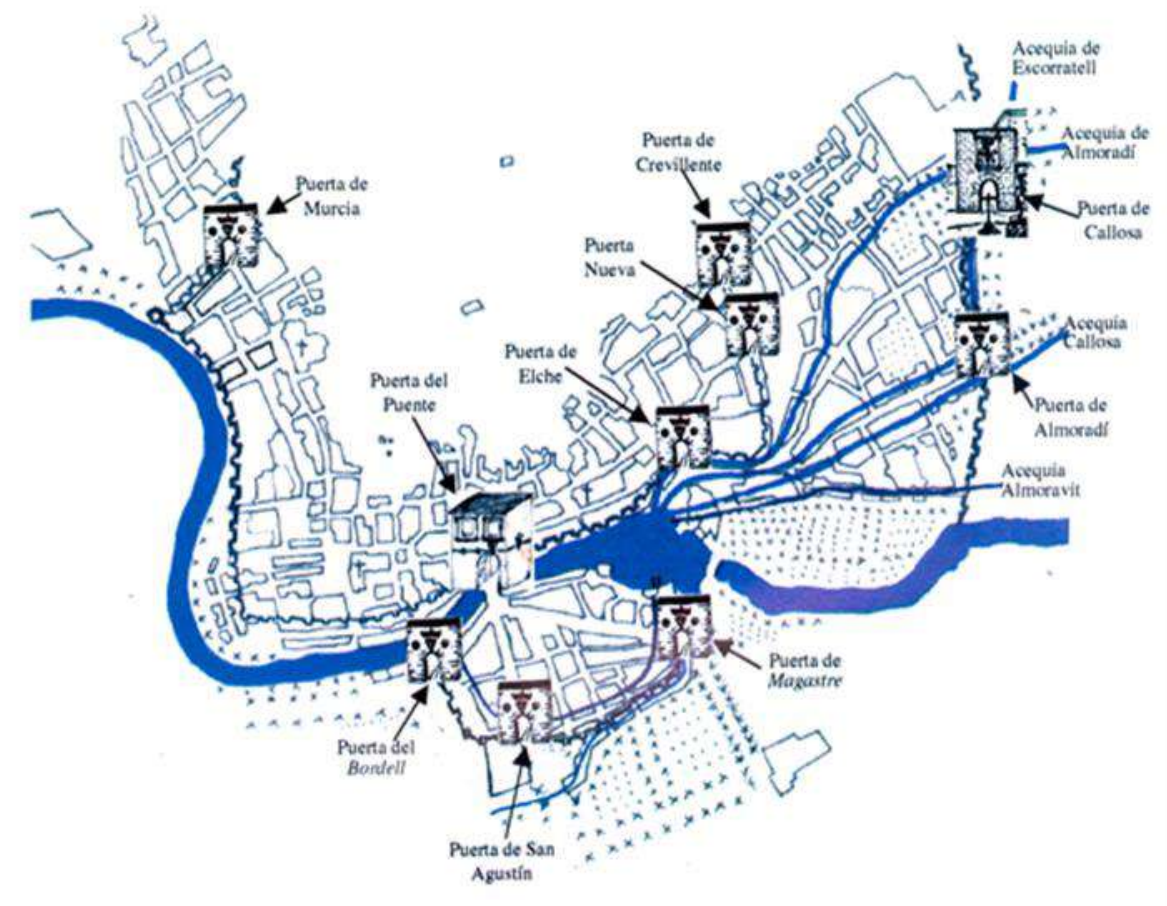 Acequia de
Escorratell
Acequia de
Almoradí
Puerta de
Crevillente
Puerta de
Murcia
Puerta de
Callosa
Puerta
Nueva
Acequia
Callosa
Puerta de
Elche
Puerta del
Puente
Puerta de
Almoradí
Acequia
Almoravit
Puerta de
Magastre
Puerta del
Bordell
Puerta de San
Agustín